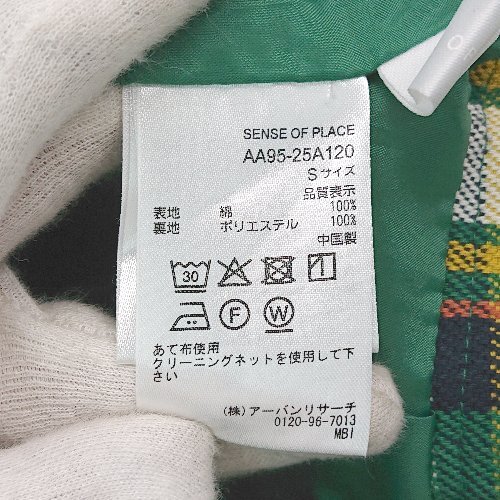 SENSE OF PLACE
AA95-25A120
Sサイズ
品質表示
表地 綿 100%
裏地 ポリエステル 100%
中国製
30
F W
あて布使用
クリーニングネットを使用して下
さい
(株)アーバンリサーチ
0120-96-7013
MBI